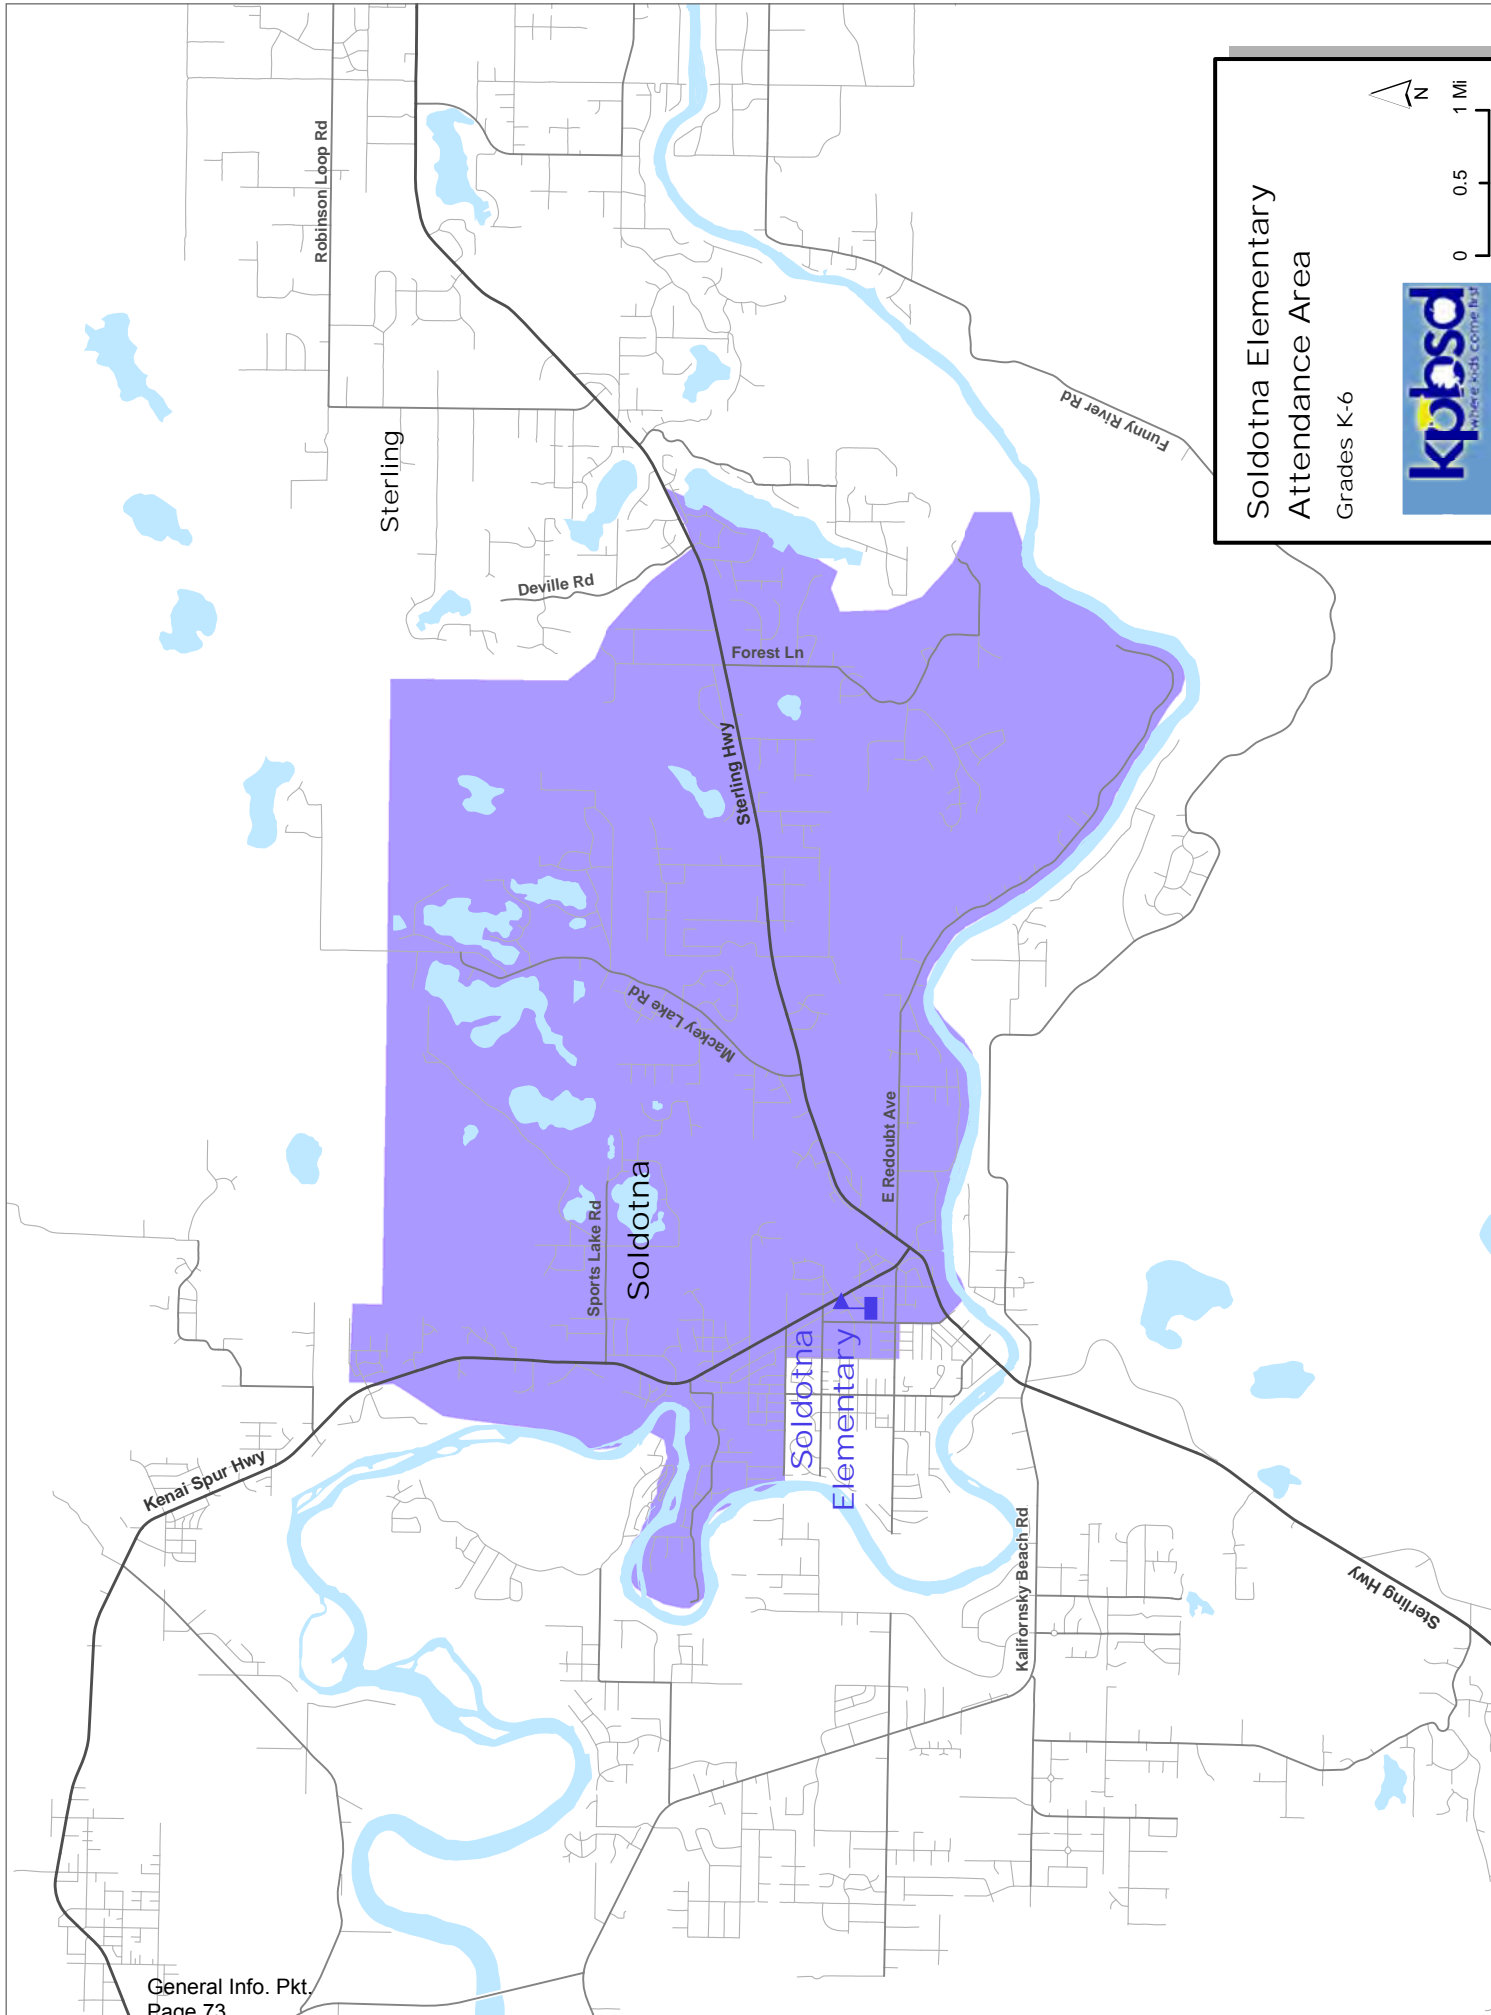 Soldotna Elementary
Attendance Area
Grades K-6
N
0
0.5
1 Mi
kpbsd
where kids come first
Robinson Loop Rd
Sterling
Deville Rd
Forest Ln
Sterling Hwy
Funny River Rd
Mackey Lake Rd
E Redoubt Ave
Sports Lake Rd
Soldotna
Soldotna
Elementary
Kenai Spur Hwy
Kalifornsky Beach Rd
Sterling Hwy
General Info. Pkt.
Page 73